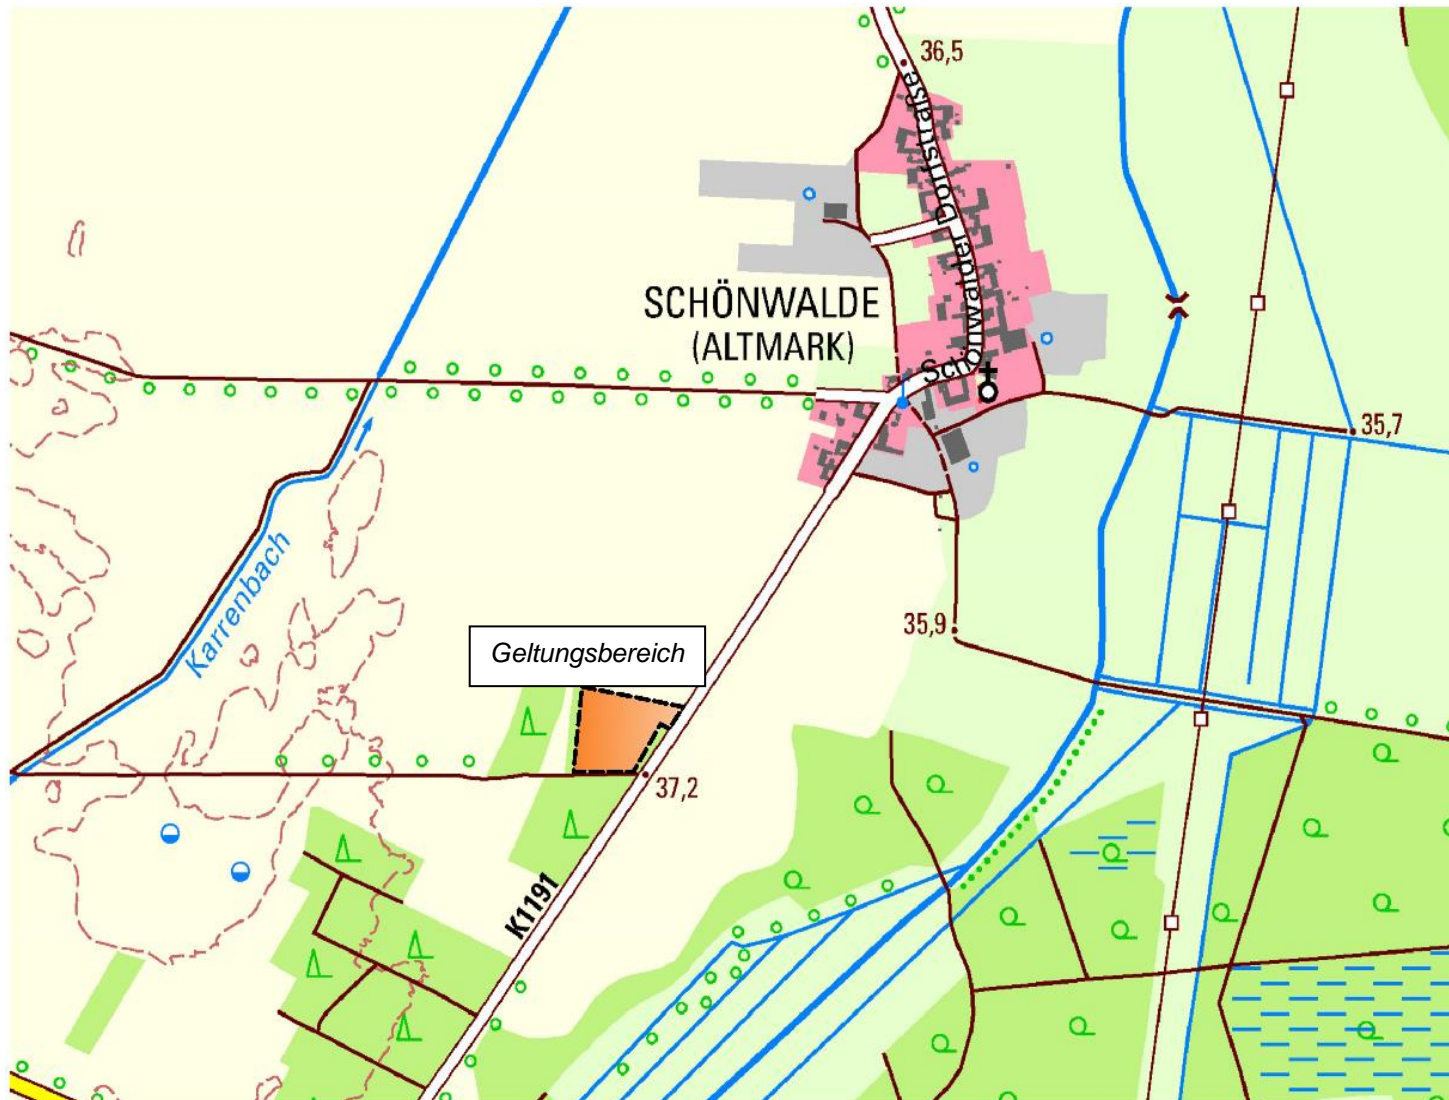 36,5
Schönwalder Dorfstraße
SCHÖNWALDE
(ALTMARK)
35,7
Karrenbach
35,9
Geltungsbereich
37,2
K1191